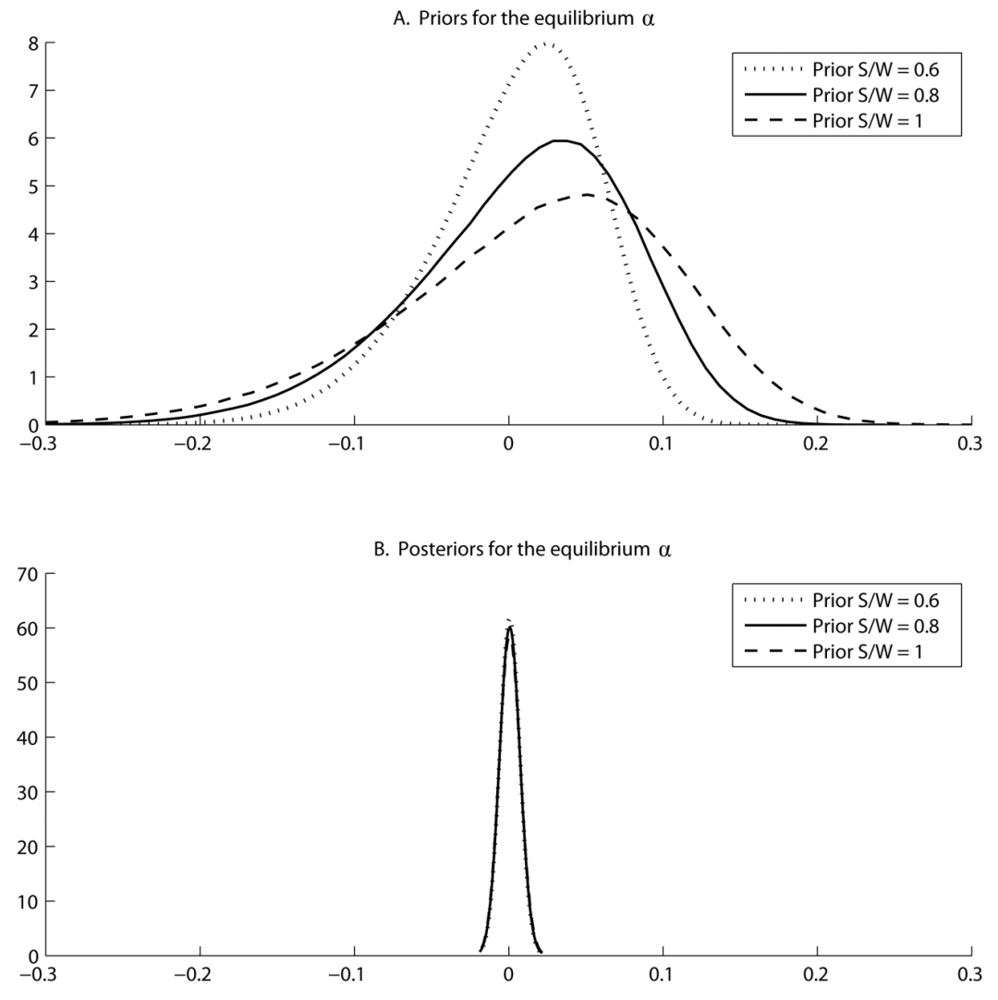 A. Priors for the equilibrium α
8
7
6
5
4
3
2
1
0
−0.3 −0.2 −0.1 0 0.1 0.2 0.3
Prior S/W = 0.6
Prior S/W = 0.8
Prior S/W = 1
B. Posteriors for the equilibrium α
70
60
50
40
30
20
10
0
−0.3 −0.2 −0.1 0 0.1 0.2 0.3
Prior S/W = 0.6
Prior S/W = 0.8
Prior S/W = 1